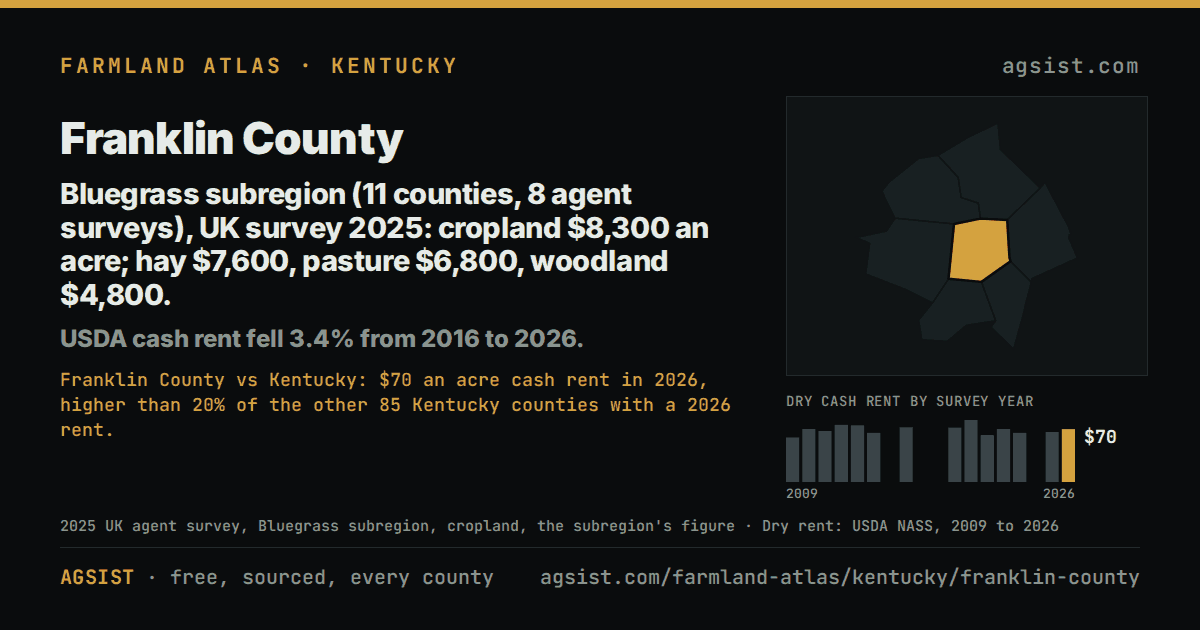 FARMLAND ATLAS · KENTUCKY
agsist.com
Franklin County
Bluegrass subregion (11 counties, 8 agent
surveys), UK survey 2025: cropland $8,300 an
acre; hay $7,600, pasture $6,800, woodland
$4,800.
USDA cash rent fell 3.4% from 2016 to 2026.
Franklin County vs Kentucky: $70 an acre cash rent in 2026,
higher than 20% of the other 85 Kentucky counties with a 2026
rent.
DRY CASH RENT BY SURVEY YEAR
$70
2009 2026
2025 UK agent survey, Bluegrass subregion, cropland, the subregion's figure · Dry rent: USDA NASS, 2009 to 2026
AGSIST · free, sourced, every county
agsist.com/farmland-atlas/kentucky/franklin-county